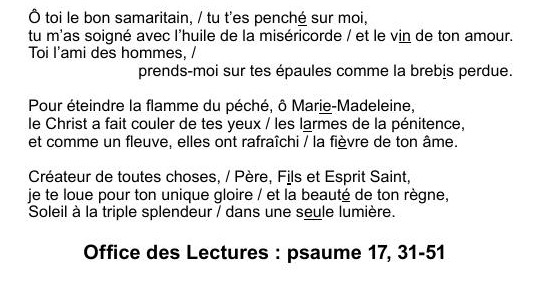 Ô toi le bon samaritain, / tu t'es penché sur moi,
tu m'as soigné avec l'huile de la miséricorde / et le vin de ton amour.
Toi l'ami des hommes, /
prends-moi sur tes épaules comme la brebis perdue.
Pour éteindre la flamme du péché, ô Marie-Madeleine,
le Christ a fait couler de tes yeux / les larmes de la pénitence,
et comme un fleuve, elles ont rafraîchi / la fièvre de ton âme.
Créateur de toutes choses, / Père, Fils et Esprit Saint,
je te loue pour ton unique gloire / et la beauté de ton règne,
Soleil à la triple splendeur / dans une seule lumière.
Office des Lectures : psaume 17, 31-51